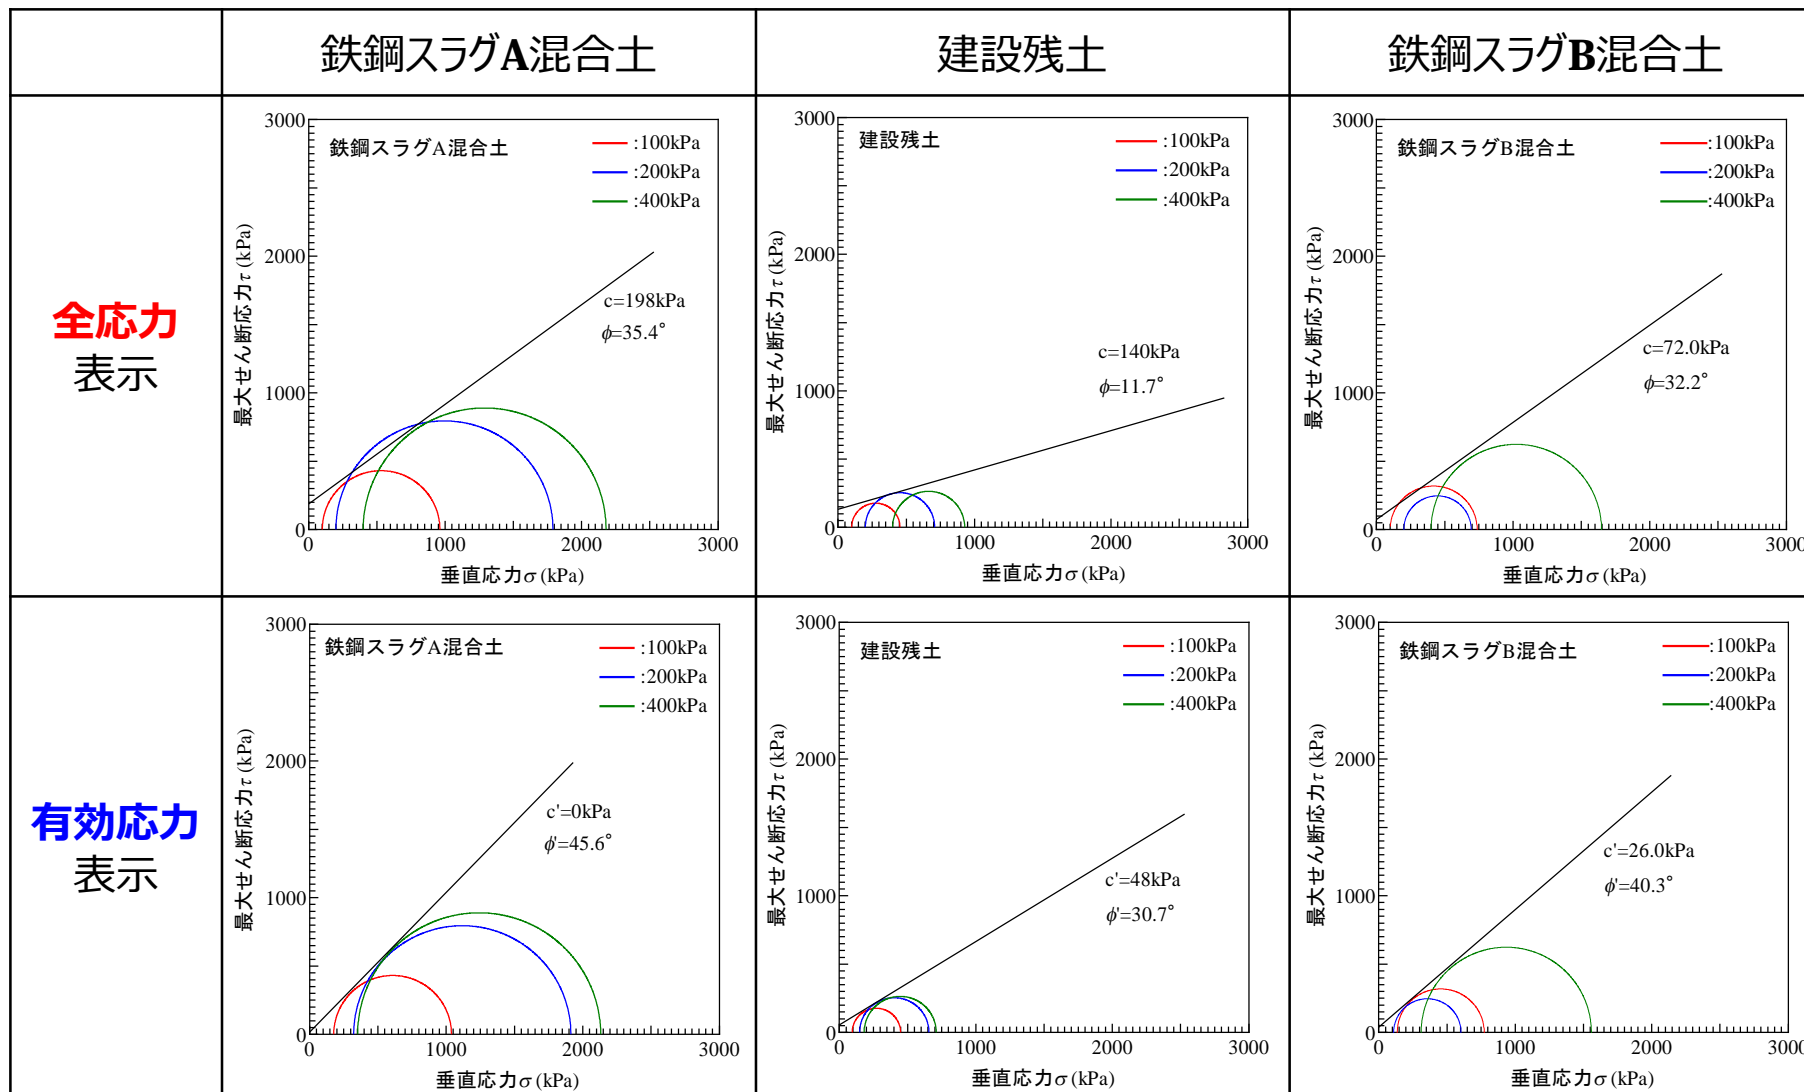 鉄鋼スラグA混合土
建設残土
鉄鋼スラグB混合土
全応力
表示
3000
2000
1000
0
0
1000
2000
3000
最大せん断応力τ (kPa)
垂直応力σ (kPa)
鉄鋼スラグA混合土
:100kPa
:200kPa
:400kPa
c=198kPa
ϕ=35.4°
3000
2000
1000
0
0
1000
2000
3000
最大せん断応力τ (kPa)
垂直応力σ (kPa)
建設残土
:100kPa
:200kPa
:400kPa
c=140kPa
ϕ=11.7°
3000
2000
1000
0
0
1000
2000
3000
最大せん断応力τ (kPa)
垂直応力σ (kPa)
鉄鋼スラグB混合土
:100kPa
:200kPa
:400kPa
c=72.0kPa
ϕ=32.2°
有効応力
表示
3000
2000
1000
0
0
1000
2000
3000
最大せん断応力τ (kPa)
垂直応力σ (kPa)
鉄鋼スラグA混合土
:100kPa
:200kPa
:400kPa
c'=0kPa
ϕ'=45.6°
3000
2000
1000
0
0
1000
2000
3000
最大せん断応力τ (kPa)
垂直応力σ (kPa)
建設残土
:100kPa
:200kPa
:400kPa
c'=48kPa
ϕ'=30.7°
3000
2000
1000
0
0
1000
2000
3000
最大せん断応力τ (kPa)
垂直応力σ (kPa)
鉄鋼スラグB混合土
:100kPa
:200kPa
:400kPa
c'=26.0kPa
ϕ'=40.3°